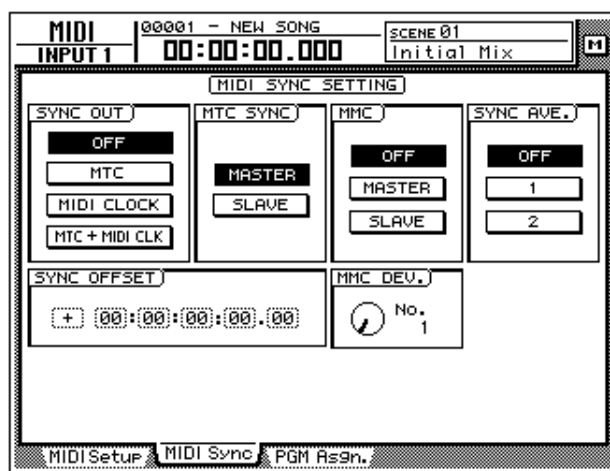 MIDI
INPUT 1
00001 - NEW SONG
00:00:00.000
SCENE 01
Initial Mix
M
MIDI SYNC SETTING
SYNC OUT
OFF
MTC
MIDI CLOCK
MTC + MIDI CLK
MTC SYNC
MASTER
SLAVE
MMC
OFF
MASTER
SLAVE
SYNC AVE.
OFF
1
2
SYNC OFFSET
+ 00:00:00:00.00
MMC DEV.
No.
1
MIDI Setup
MIDI Sync
PGM Asgn.